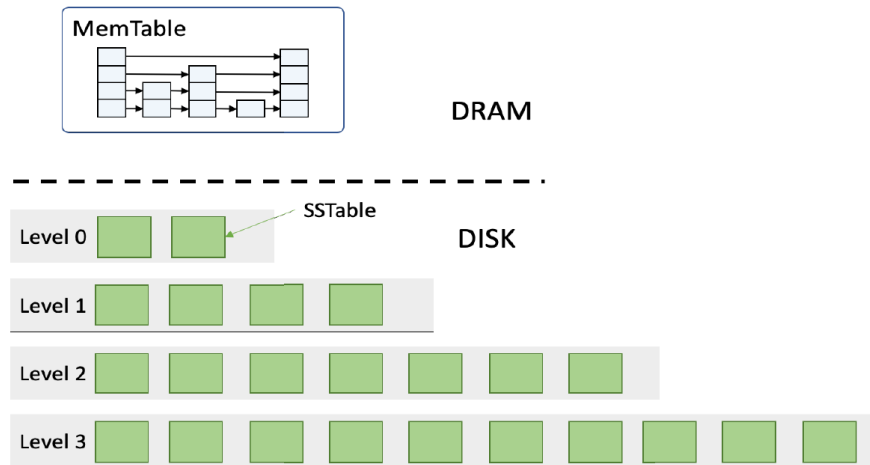 MemTable
DRAM
SSTable
Level 0
DISK
Level 1
Level 2
Level 3